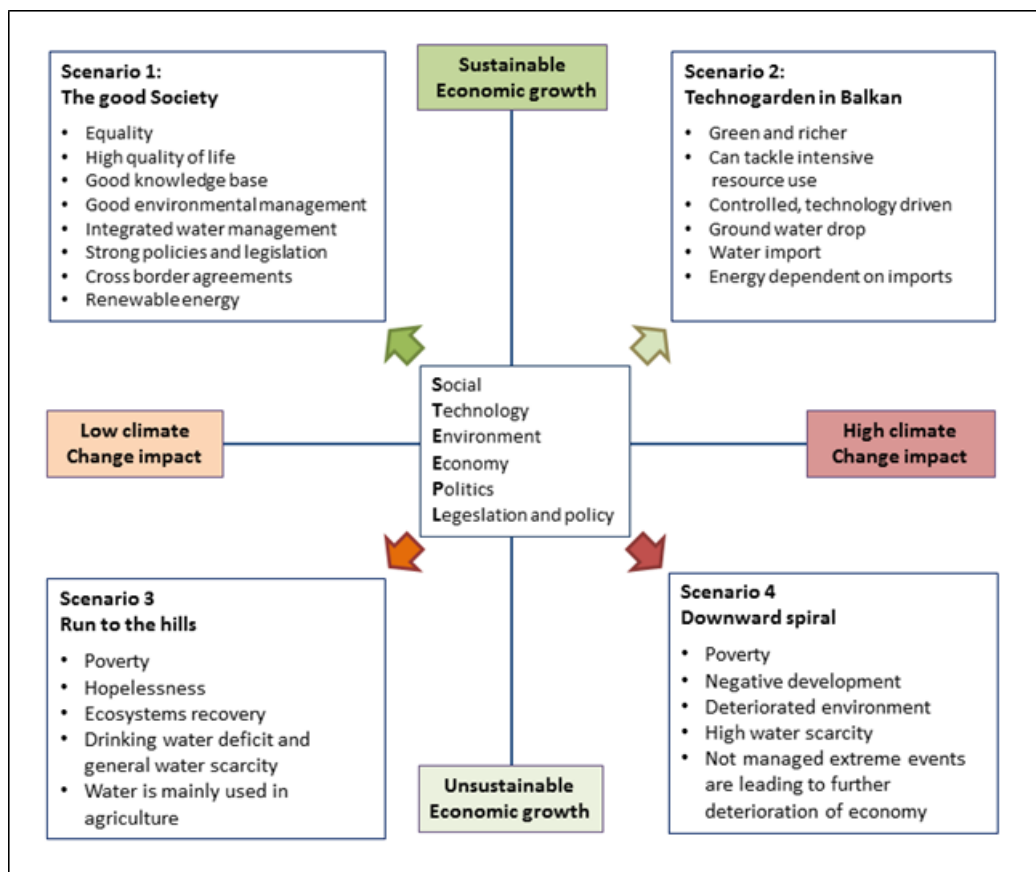 Scenario 1:
The good Society
• Equality
• High quality of life
• Good knowledge base
• Good environmental management
• Integrated water management
• Strong policies and legislation
• Cross border agreements
• Renewable energy
Sustainable
Economic growth
Scenario 2:
Technogarden in Balkan
• Green and richer
• Can tackle intensive
resource use
• Controlled, technology driven
• Ground water drop
• Water import
• Energy dependent on imports
Low climate
Change impact
Social
Technology
Environment
Economy
Politics
Legeslation and policy
High climate
Change impact
Scenario 3
Run to the hills
• Poverty
• Hopelessness
• Ecosystems recovery
• Drinking water deficit and
general water scarcity
• Water is mainly used in
agriculture
Unsustainable
Economic growth
Scenario 4
Downward spiral
• Poverty
• Negative development
• Deteriorated environment
• High water scarcity
• Not managed extreme events
are leading to further
deterioration of economy